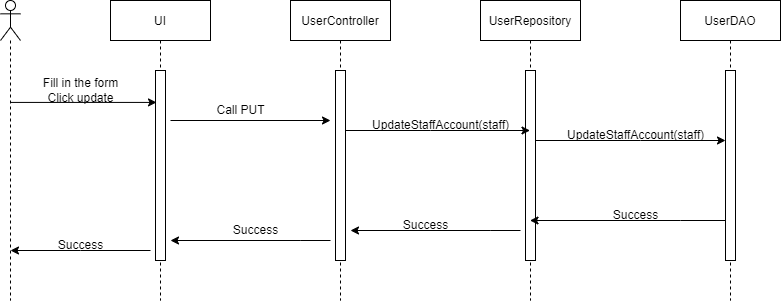 UI
UserController
UserRepository
UserDAO
Fill in the form
Click update
Call PUT
UpdateStaffAccount(staff)
UpdateStaffAccount(staff)
Success
Success
Success
Success